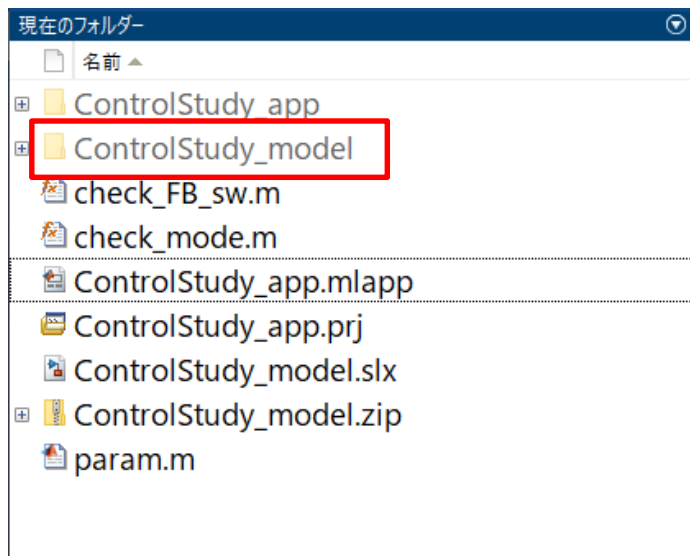 現在のフォルダー
名前
ControlStudy_app
ControlStudy_model
check_FB_sw.m
check_mode.m
ControlStudy_app.mlapp
ControlStudy_app.prj
ControlStudy_model.slx
ControlStudy_model.zip
param.m